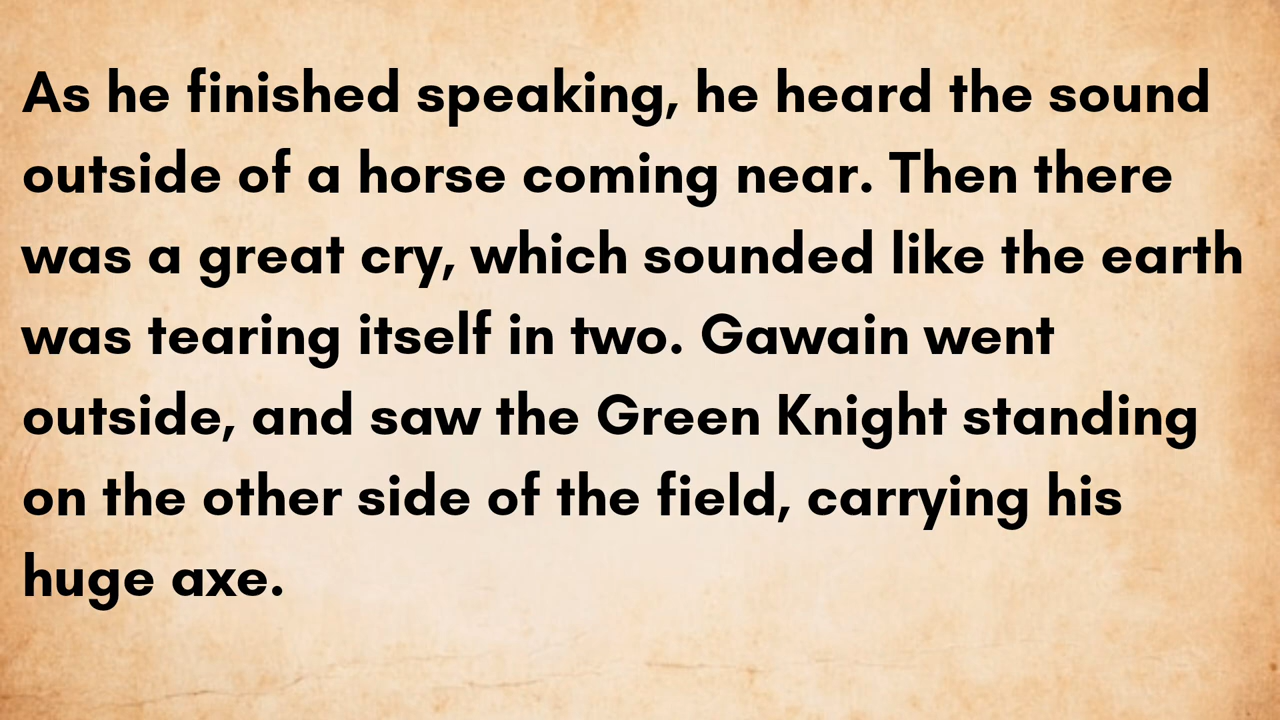 As he finished speaking, he heard the sound
outside of a horse coming near. Then there
was a great cry, which sounded like the earth
was tearing itself in two. Gawain went
outside, and saw the Green Knight standing
on the other side of the field, carrying his
huge axe.